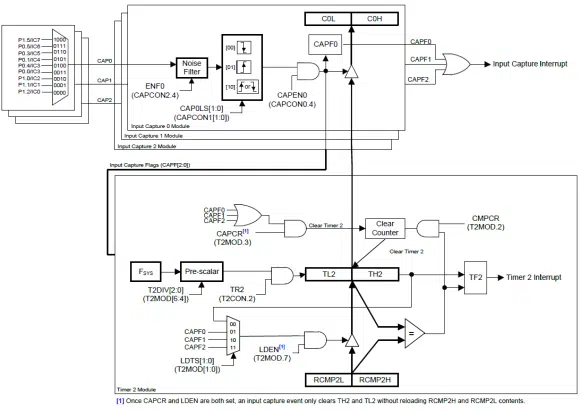 P1.5/IC7
P0.5/IC6
P0.3/IC5
P0.1/IC4
P0.4/IC3
P0.0/IC3
P1.0/IC2
P1.1/IC1
P1.2/IC0
1000
0111
0110
0101
0100
0011
0010
0001
0000
CAP0
CAP1
CAP2
Noise
Filter
ENF0
(CAPCON2.4)
[00]
[01]
[10]
or
CAP0LS[1:0]
(CAPCON1[1:0])
CAPEN0
(CAPCON0.4)
C0L
C0H
CAPF0
CAPF0
CAPF1
CAPF2
Input Capture Interrupt
Input Capture 0 Module
Input Capture 1 Module
Input Capture 2 Module
Input Capture Flags (CAPF[2:0])
CAPF0
CAPF1
CAPF2
CAPCR[1]
(T2MOD.3)
Clear Timer 2
Clear
Counter
CMPCR
(T2MOD.2)
Clear Timer 2
FSYS
Pre-scalar
T2DIV[2:0]
(T2MOD[6:4])
TR2
(T2CON.2)
TL2
TH2
TF2
Timer 2 Interrupt
CAPF0
CAPF1
CAPF2
00
01
10
11
LDTS[1:0]
(T2MOD[1:0])
LDEN[1]
(T2MOD.7)
=
RCMP2L
RCMP2H
Timer 2 Module
[1] Once CAPCR and LDEN are both set, an input capture event only clears TH2 and TL2 without reloading RCMP2H and RCMP2L contents.